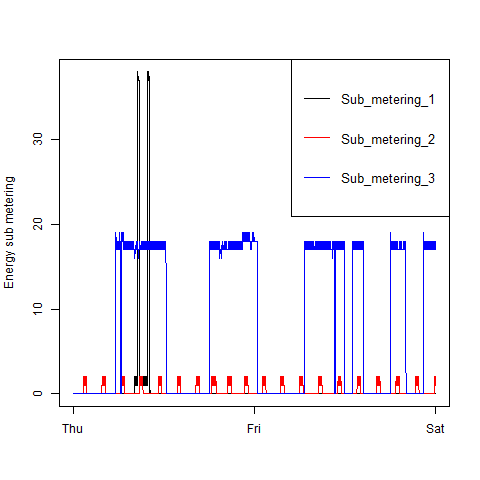 Energy sub metering
30
20
10
0
Sub_metering_1
Sub_metering_2
Sub_metering_3
Thu Fri Sat